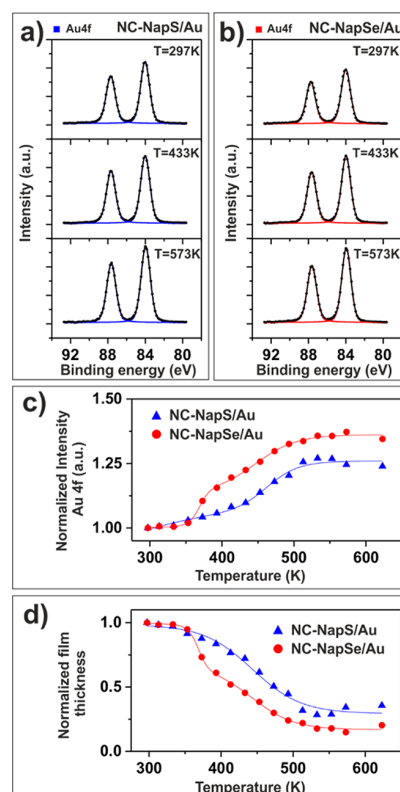 a)
Au4f NC-NapS/Au
T=297K
T=433K
T=573K
Intensity (a.u.)
92 88 84 80
Binding energy (eV)
b)
Au4f NC-NapSe/Au
T=297K
T=433K
T=573K
Intensity (a.u.)
92 88 84 80
Binding energy (eV)
c)
NC-NapS/Au
NC-NapSe/Au
Normalized Intensity
Au 4f (a.u.)
1.50
1.25
1.00
300 400 500 600
Temperature (K)
d)
NC-NapS/Au
NC-NapSe/Au
Normalized film
thickness
1.0
0.5
0.0
300 400 500 600
Temperature (K)